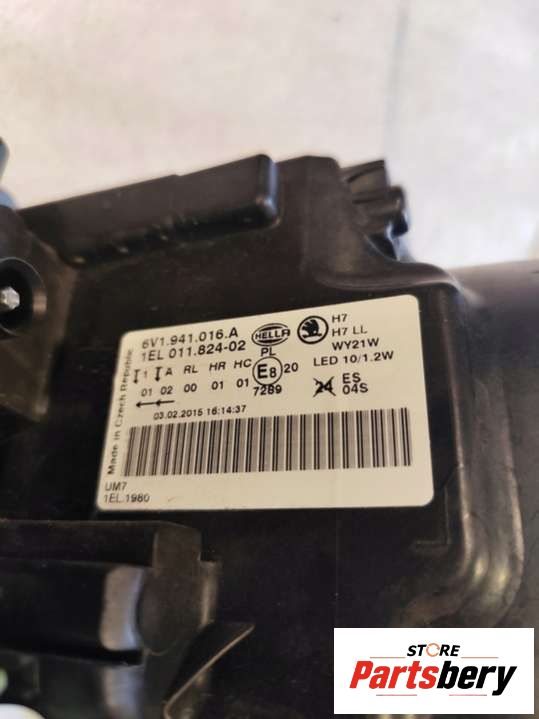 6V1.941.016.A
1EL 011.824-02
HELLA
PL
H7
H7 LL
WY21W
LED 10/1.2W
1 A RL HR HC
E8 20
01 02 00 01 01
7289
24
ES
04S
03.02.2015 16:14:37
Made in Czech Republic
UM7
1EL.1980
STORE
Partsbery